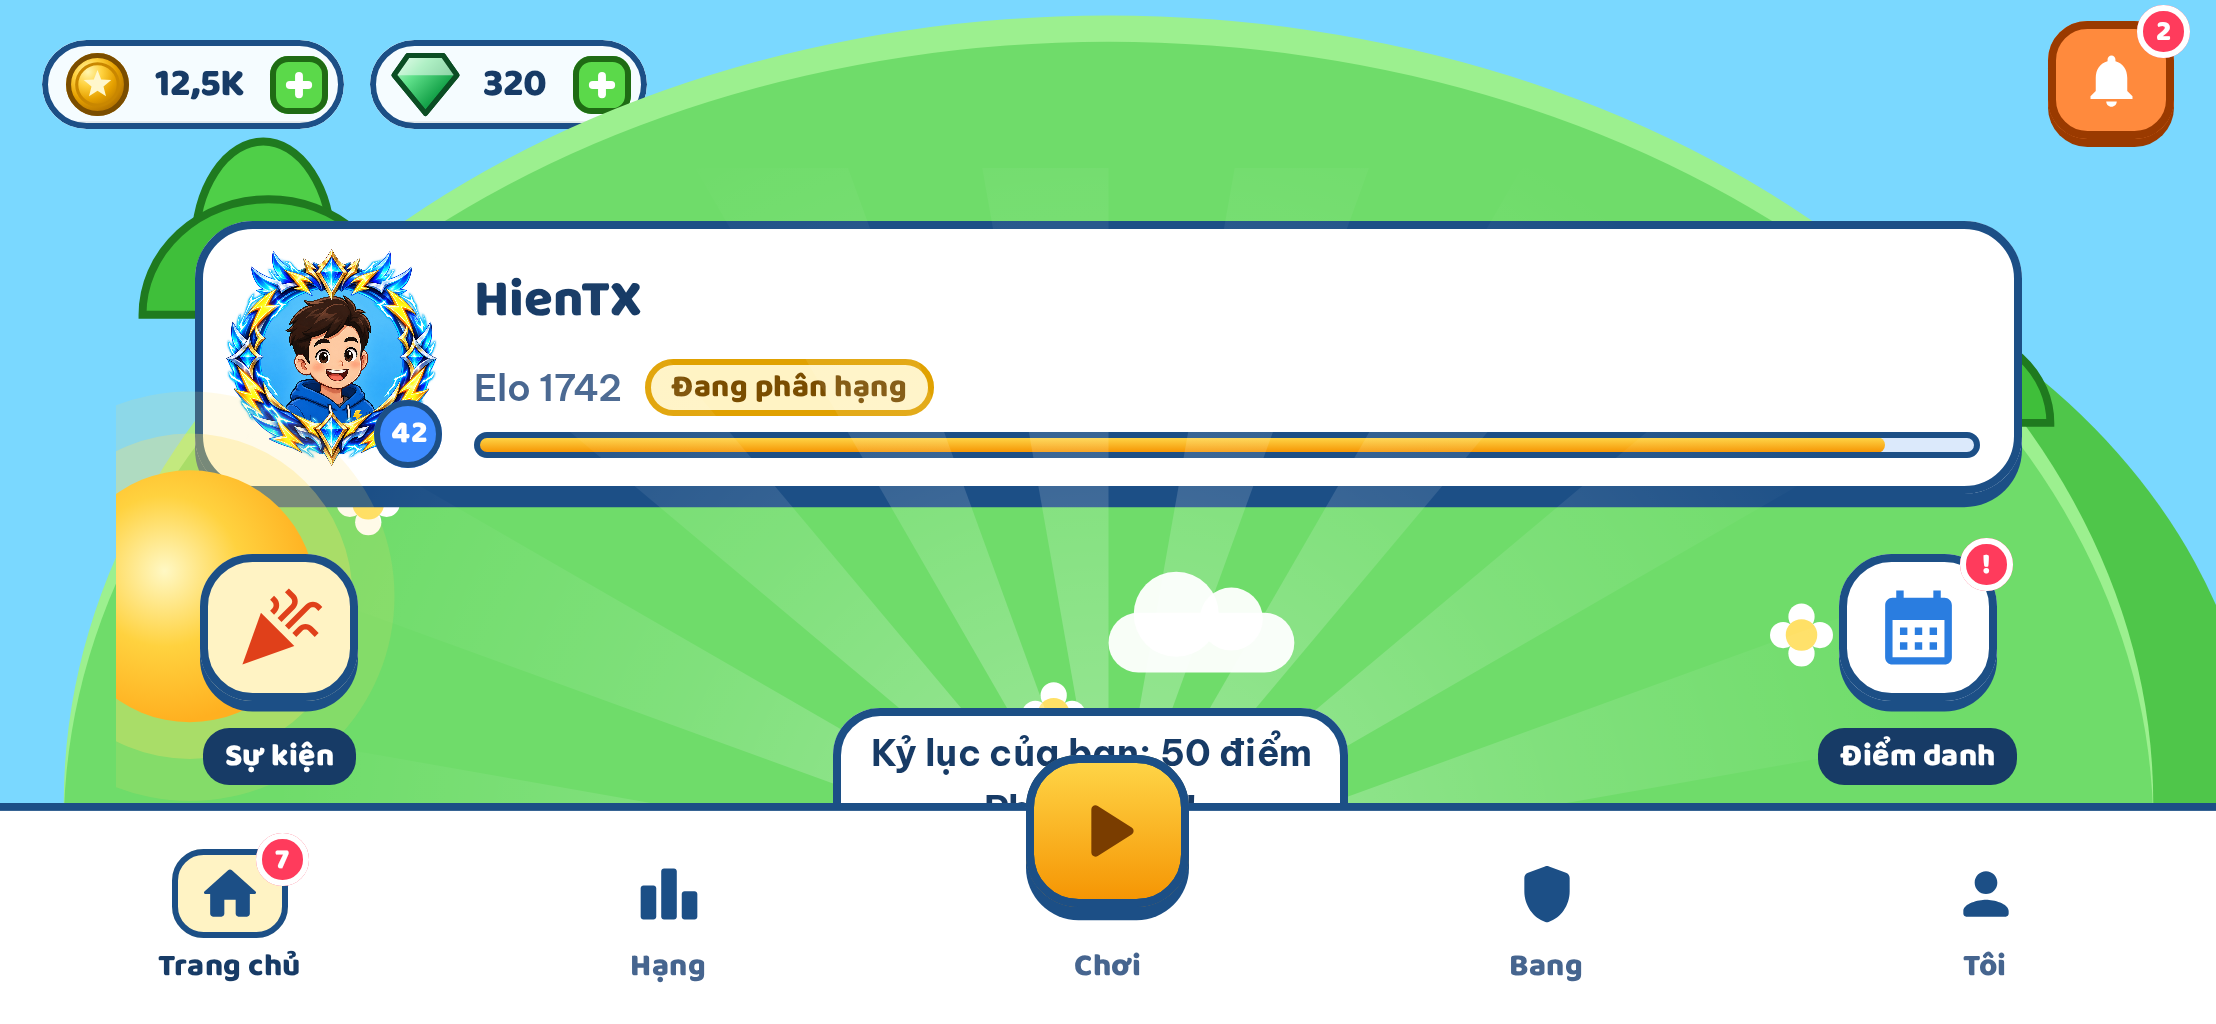 12,5K
320
2
HienTX
Elo 1742
Đang phân hạng
42
!
Sự kiện
Điểm danh
Kỷ lục của bạn: 50 điểm
7
Trang chủ
Hạng
Chơi
Bang
Tôi